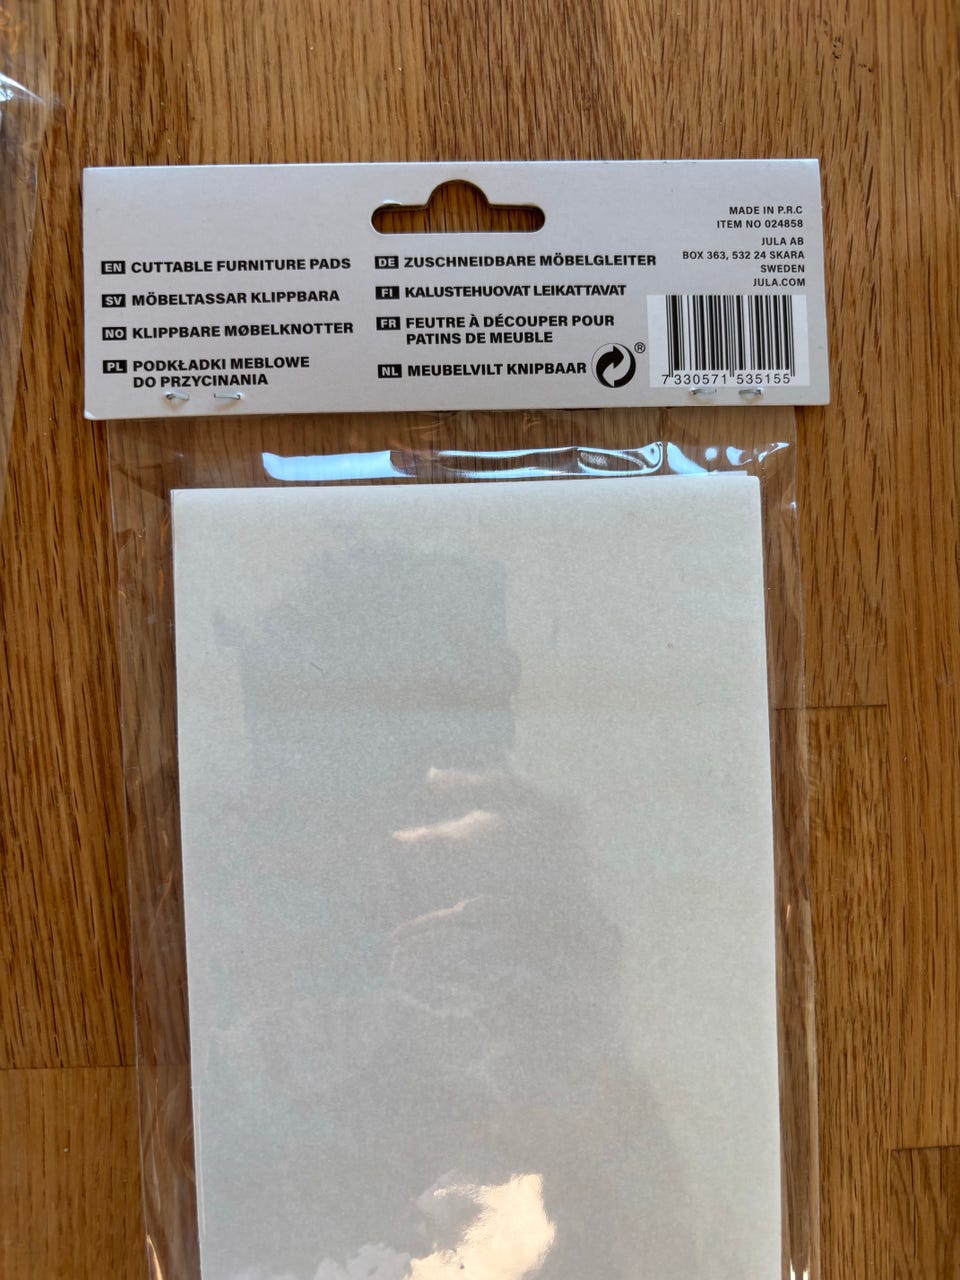 MADE IN P.R.C
ITEM NO 024858
JULA AB
BOX 363, 532 24 SKARA
SWEDEN
JULA.COM
EN CUTTABLE FURNITURE PADS
SV MÖBELTASSAR KLIPPBARA
NO KLIPPBARE MØBELKNOTTER
PL PODKŁADKI MEBLOWE
DO PRZYCINANIA
DE ZUSCHNEIDBARE MÖBELGLEITER
FI KALUSTEHUOVAT LEIKATTAVAT
FR FEUTRE À DÉCOUPER POUR
PATINS DE MEUBLE
NL MEUBELVILT KNIPBAAR
®
7 330571 535155